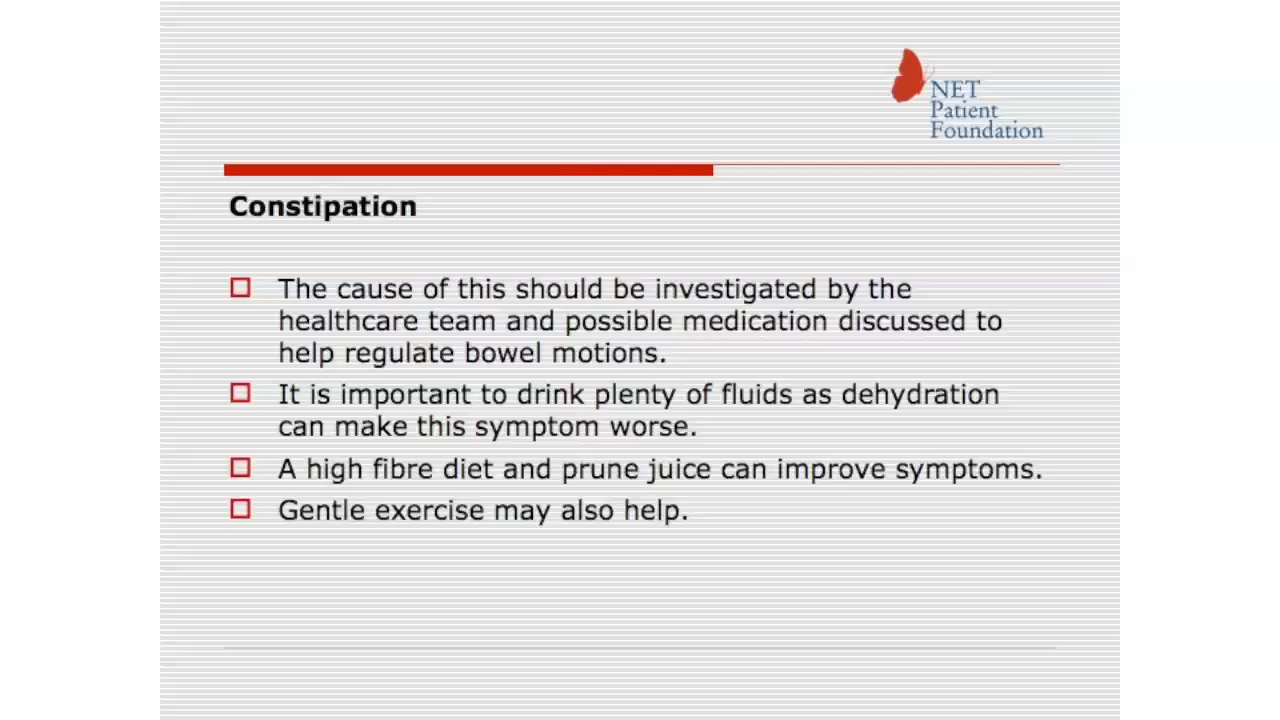 NET
Patient
Foundation
Constipation
The cause of this should be investigated by the
healthcare team and possible medication discussed to
help regulate bowel motions.
It is important to drink plenty of fluids as dehydration
can make this symptom worse.
A high fibre diet and prune juice can improve symptoms.
Gentle exercise may also help.